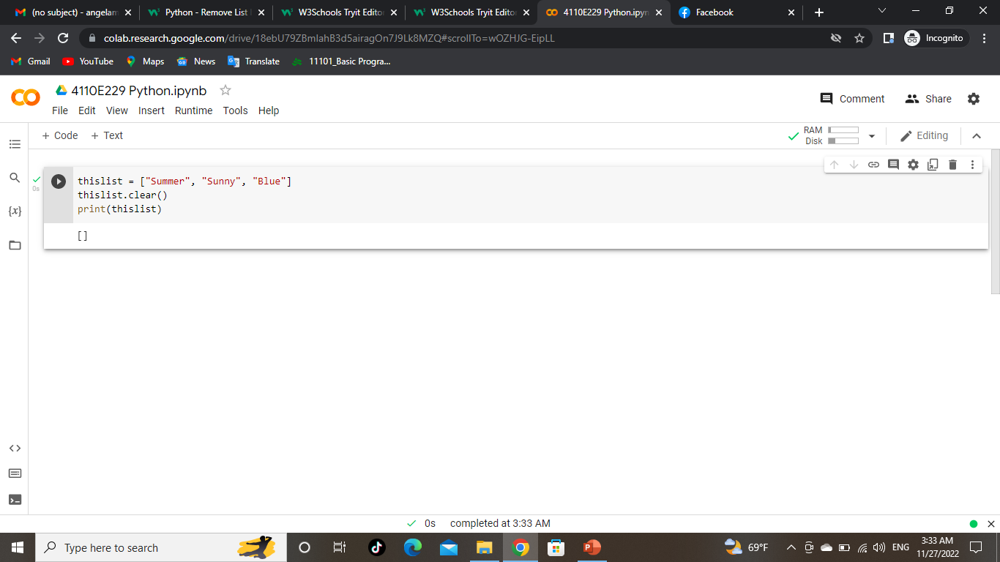 (no subject) - angelam
Python - Remove List
W3Schools Tryit Editor
W3Schools Tryit Editor
4110E229 Python.ipyn
Facebook
colab.research.google.com/drive/18ebU79ZBmIahB3d5airagOn7J9Lk8MZQ#scrollTo=wOZHJG-EipLL
Incognito
Gmail
YouTube
Maps
News
Translate
11101_Basic Progra...
4110E229 Python.ipynb
Comment
Share
File Edit View Insert Runtime Tools Help
+ Code + Text
RAM
Disk
Editing
0s
thislist = ["Summer", "Sunny", "Blue"]
thislist.clear()
print(thislist)
[]
{x}
0s completed at 3:33 AM
Type here to search
69°F
ENG
3:33 AM
11/27/2022